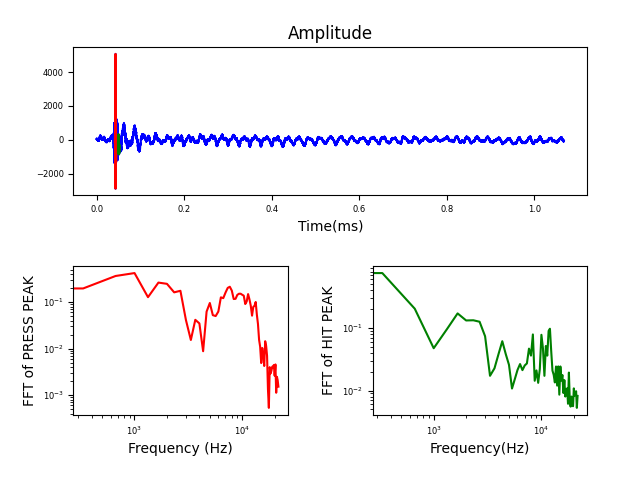 Amplitude
4000
2000
0
−2000
0.0 0.2 0.4 0.6 0.8 1.0
Time(ms)
FFT of PRESS PEAK
10⁻¹
10⁻²
10⁻³
10³ 10⁴
Frequency (Hz)
FFT of HIT PEAK
10⁻¹
10⁻²
10³ 10⁴
Frequency(Hz)